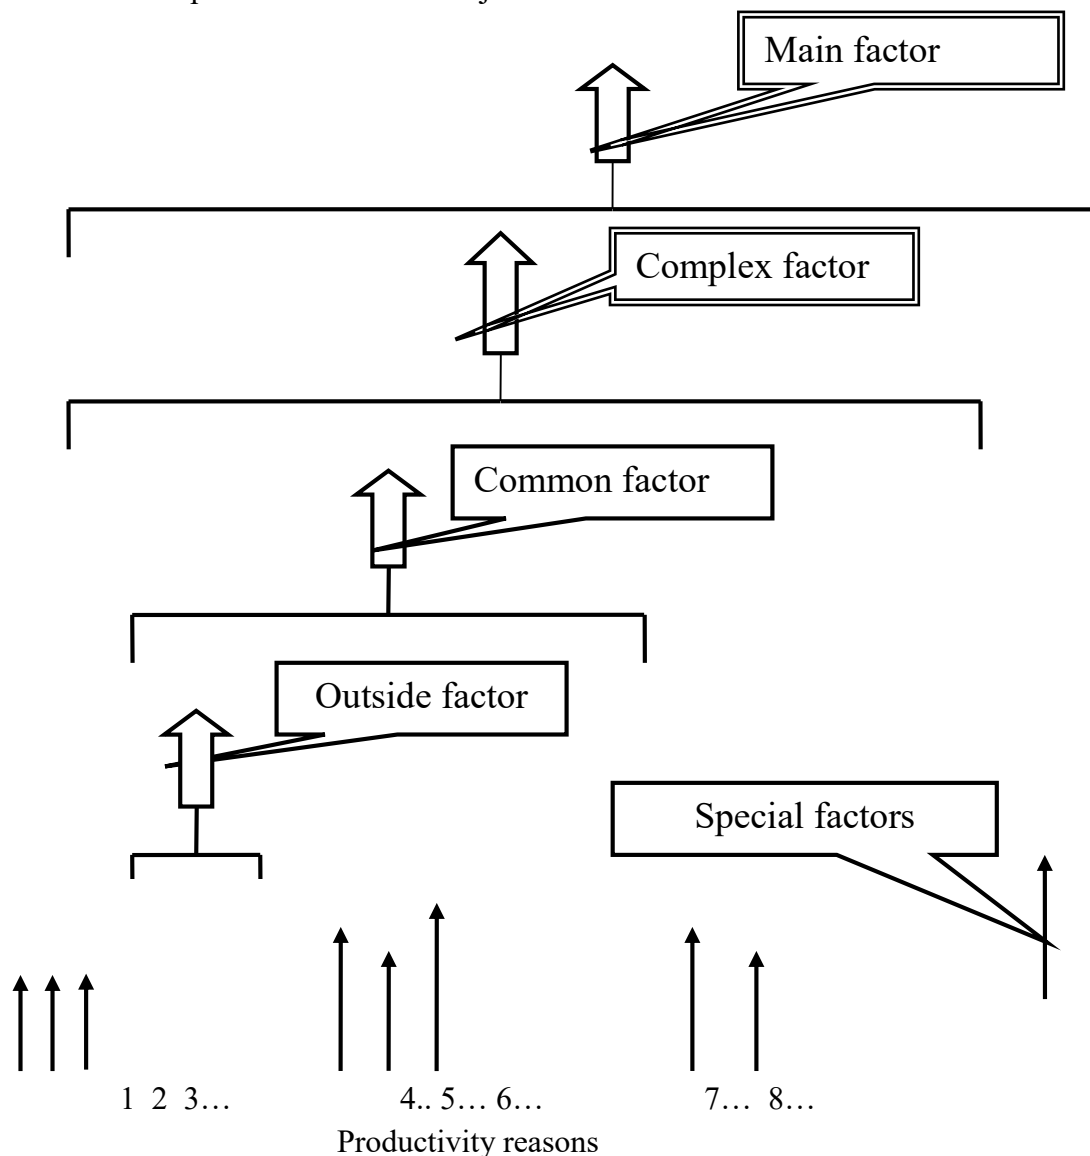 Main factor
Complex factor
Common factor
Outside factor
Special factors
1 2 3… 4.. 5… 6… 7… 8…
Productivity reasons